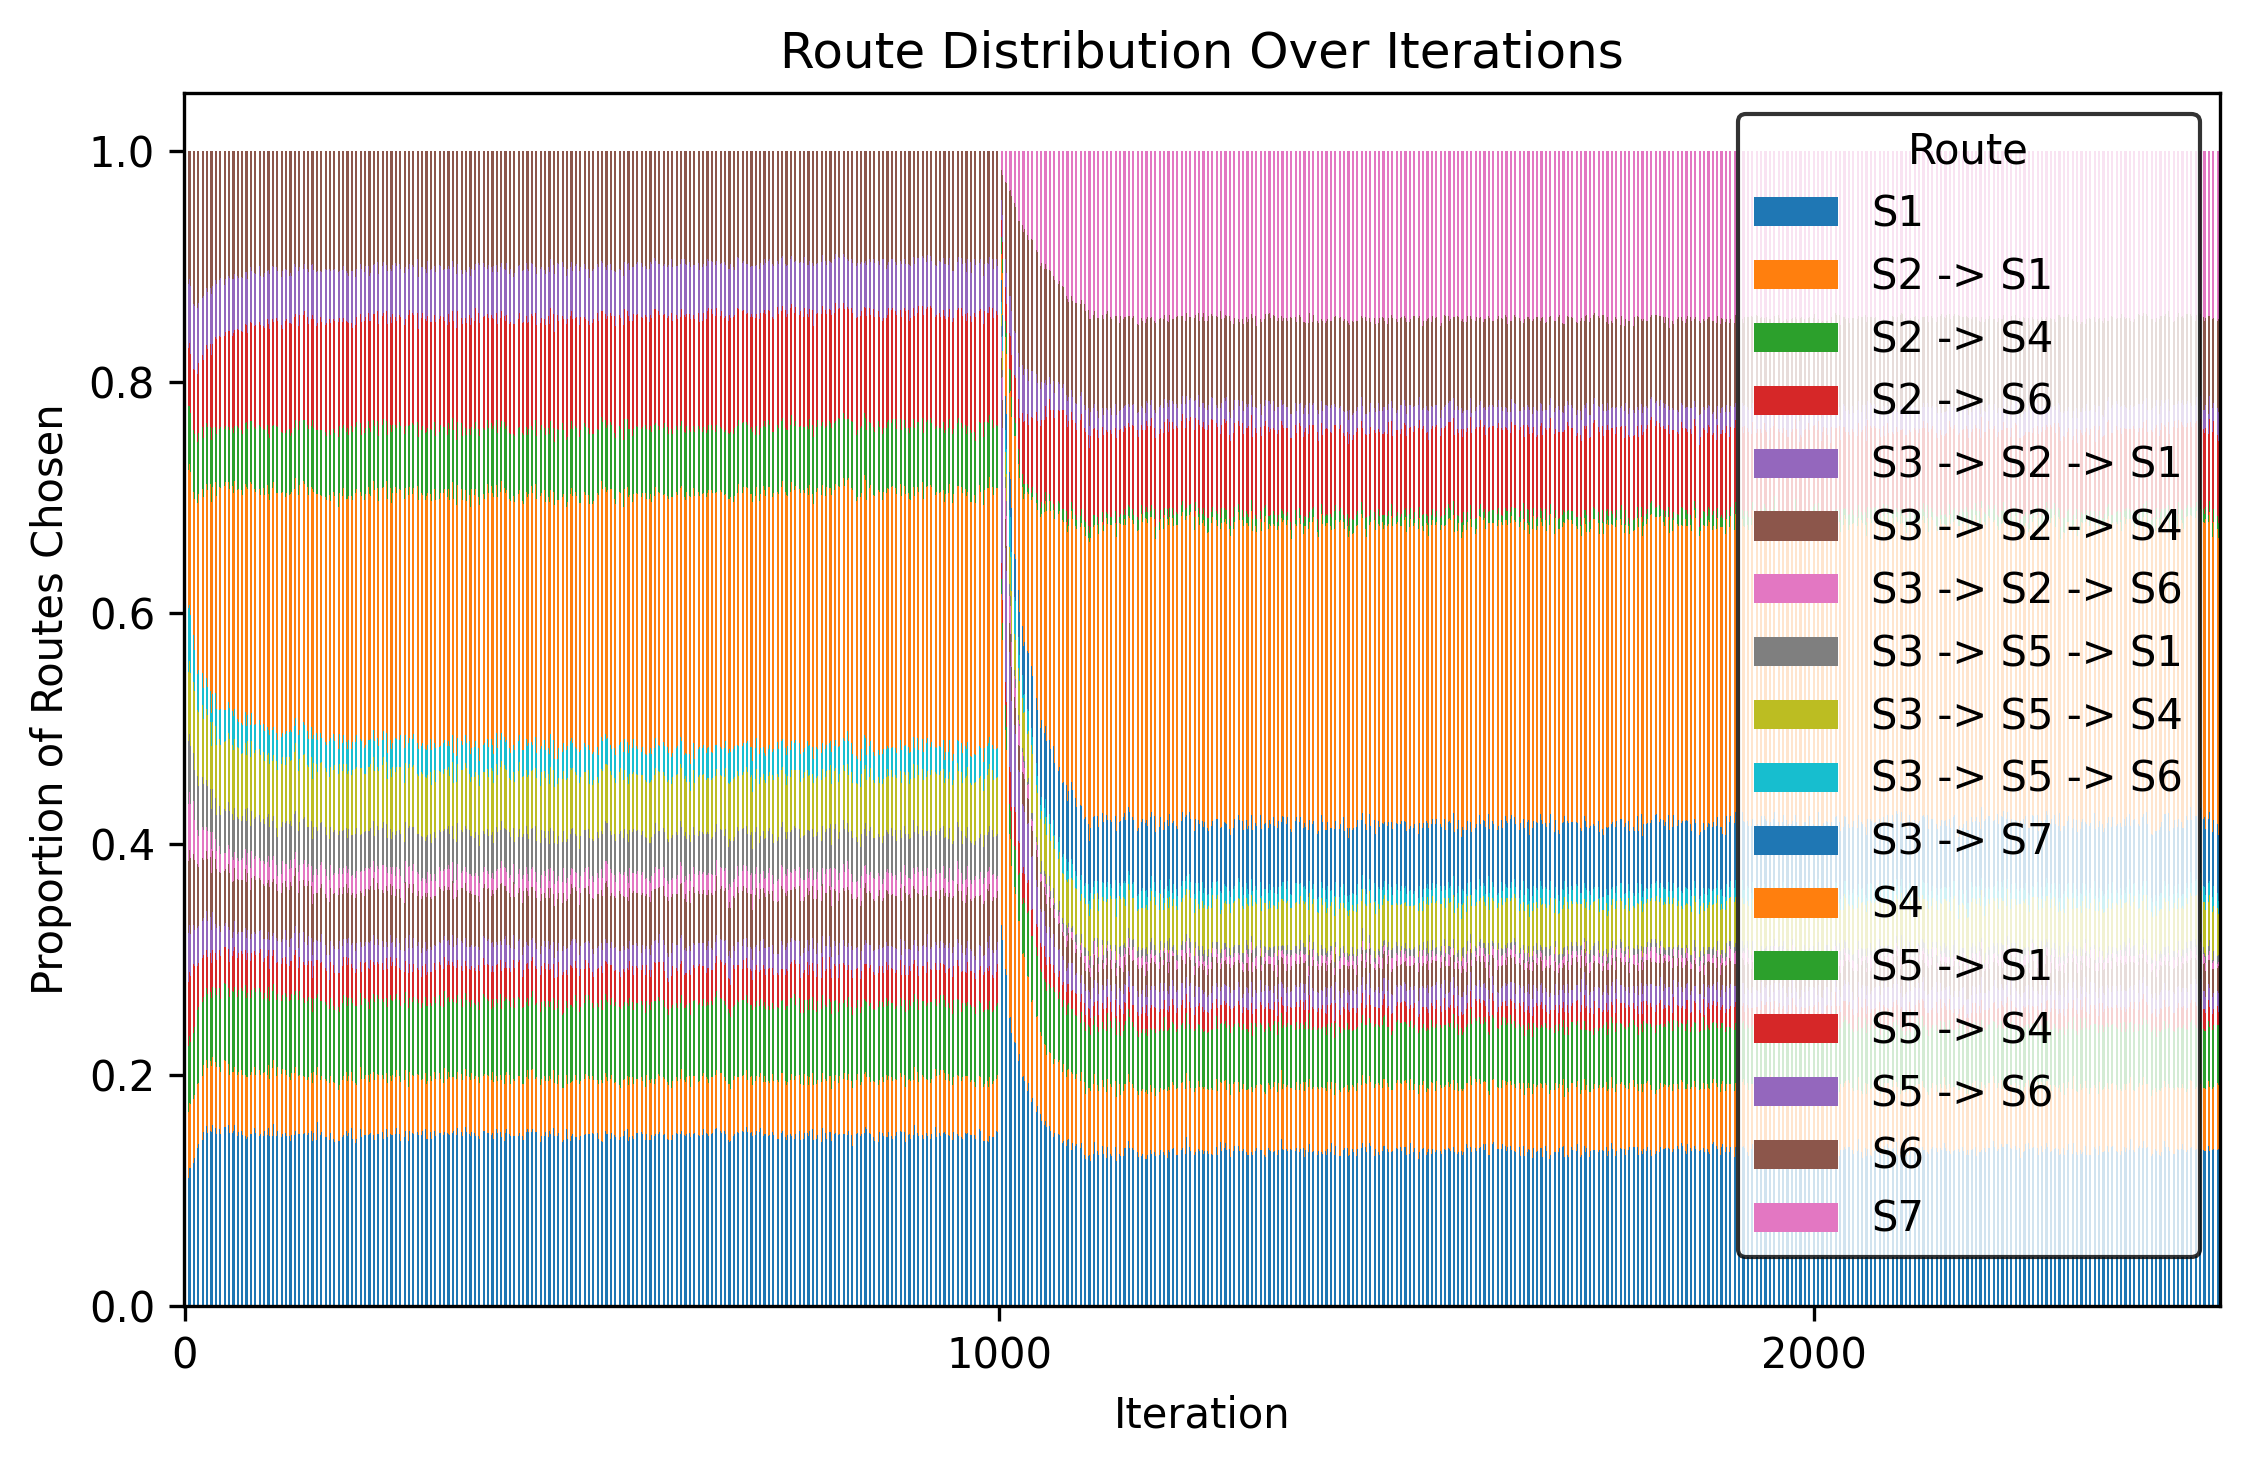 Route Distribution Over Iterations
Proportion of Routes Chosen
1.0
0.8
0.6
0.4
0.2
0.0
0
1000
2000
Iteration
Route
S1
S2 -> S1
S2 -> S4
S2 -> S6
S3 -> S2 -> S1
S3 -> S2 -> S4
S3 -> S2 -> S6
S3 -> S5 -> S1
S3 -> S5 -> S4
S3 -> S5 -> S6
S3 -> S7
S4
S5 -> S1
S5 -> S4
S5 -> S6
S6
S7